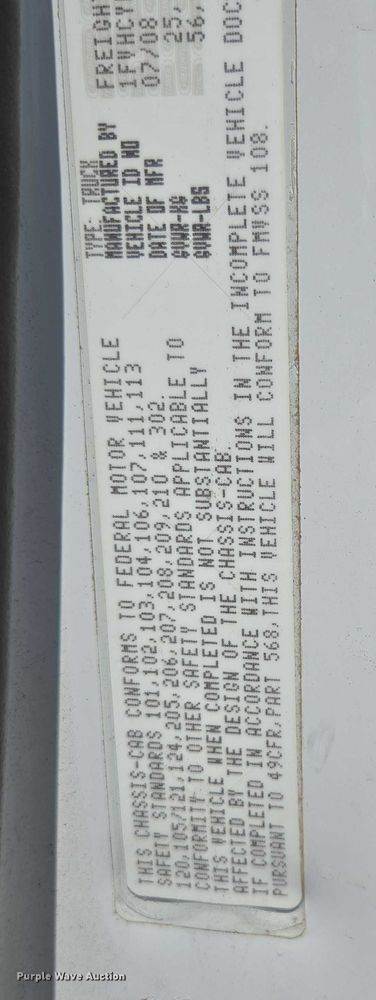 THIS CHASSIS-CAB CONFORMS TO FEDERAL MOTOR VEHICLE
SAFETY STANDARDS 101,102,103,104,106,107,111,113
120,105/121,124,205,206,207,208,209,210 & 302.
CONFORMITY TO OTHER SAFETY STANDARDS APPLICABLE TO
THIS VEHICLE WHEN COMPLETED IS NOT SUBSTANTIALLY
AFFECTED BY THE DESIGN OF THE CHASSIS-CAB
IF COMPLETED IN ACCORDANCE WITH INSTRUCTIONS IN THE INCOMPLETE VEHICLE DOC
PURSUANT TO 49CFR,PART 568,THIS VEHICLE WILL CONFORM TO FMVSS 108.
TYPE: TRUCK
MANUFACTURED BY FREIGH
VEHICLE ID NO 1FVHCY
DATE OF MFR 07/08
GVWR-KG 25,
GVWR-LBS 56,
Purple Wave Auction